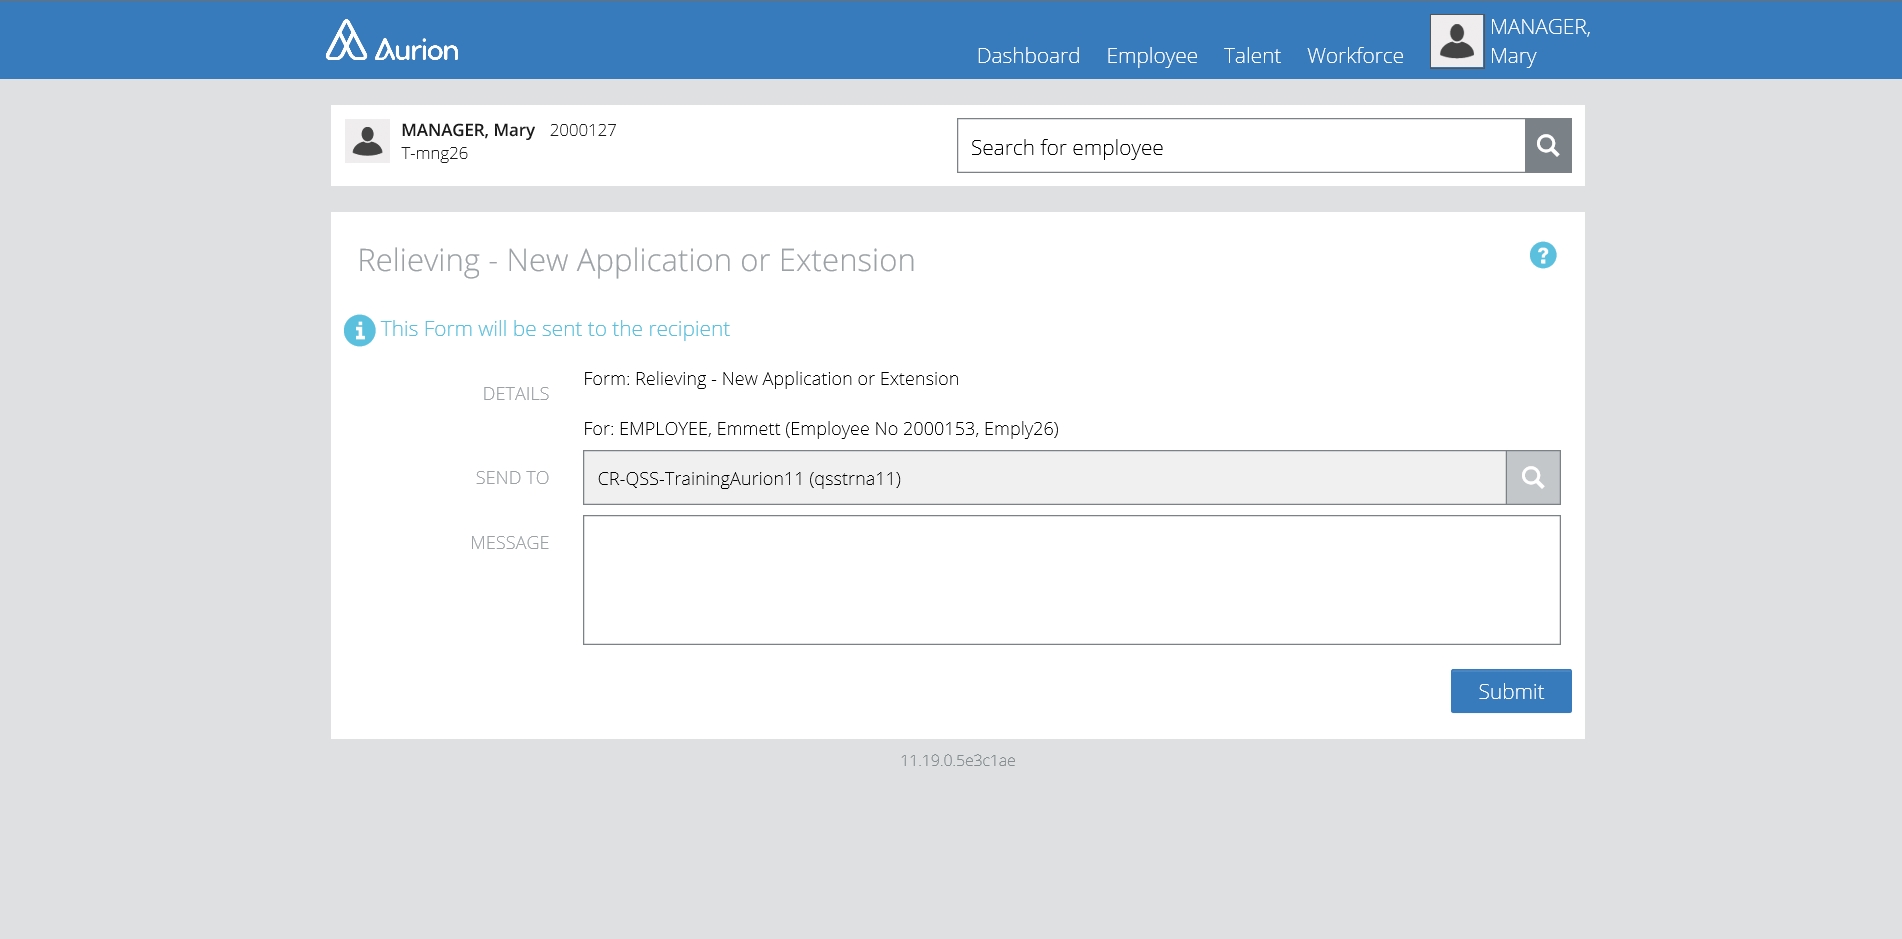 Aurion
Dashboard Employee Talent Workforce MANAGER,
Mary
MANAGER, Mary 2000127
T-mng26
Search for employee
Relieving - New Application or Extension
?
i This Form will be sent to the recipient
DETAILS
Form: Relieving - New Application or Extension
For: EMPLOYEE, Emmett (Employee No 2000153, Emply26)
SEND TO
CR-QSS-TrainingAurion11 (qsstrna11)
MESSAGE
Submit
11.19.0.5e3c1ae